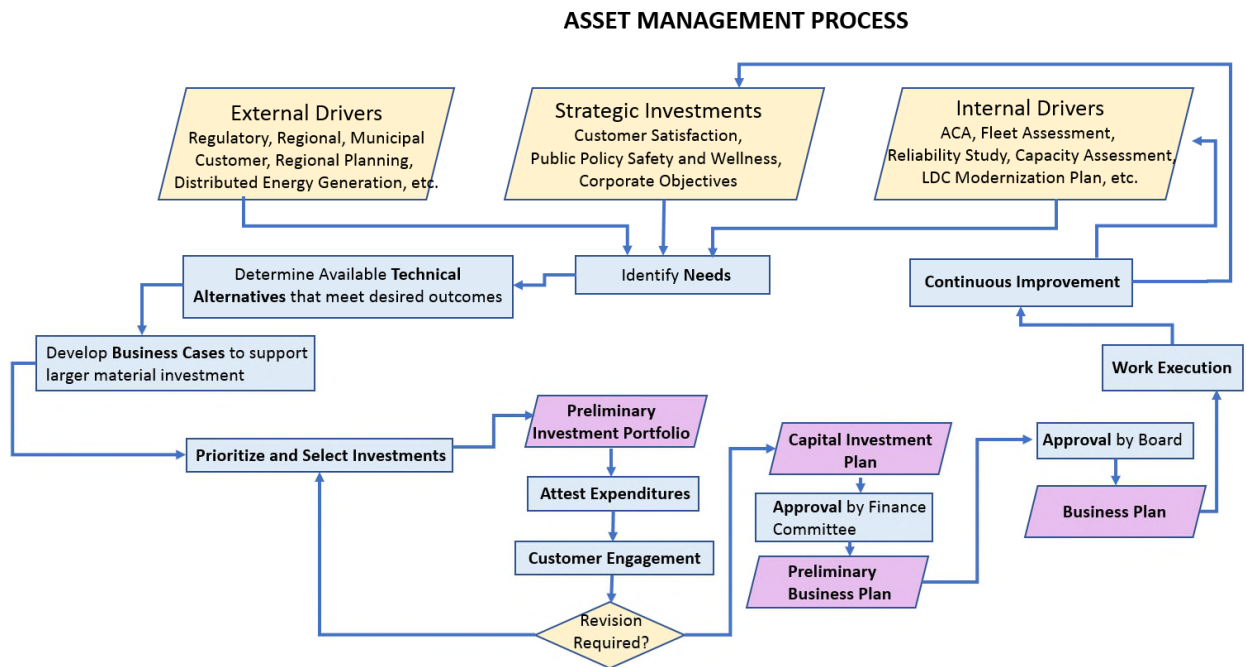 ASSET MANAGEMENT PROCESS
External Drivers
Regulatory, Regional, Municipal
Customer, Regional Planning,
Distributed Energy Generation, etc.
Strategic Investments
Customer Satisfaction,
Public Policy Safety and Wellness,
Corporate Objectives
Internal Drivers
ACA, Fleet Assessment,
Reliability Study, Capacity Assessment,
LDC Modernization Plan, etc.
Determine Available Technical
Alternatives that meet desired outcomes
Identify Needs
Continuous Improvement
Develop Business Cases to support
larger material investment
Work Execution
Prioritize and Select Investments
Preliminary
Investment Portfolio
Attest Expenditures
Customer Engagement
Revision
Required?
Capital Investment
Plan
Approval by Finance
Committee
Preliminary
Business Plan
Approval by Board
Business Plan